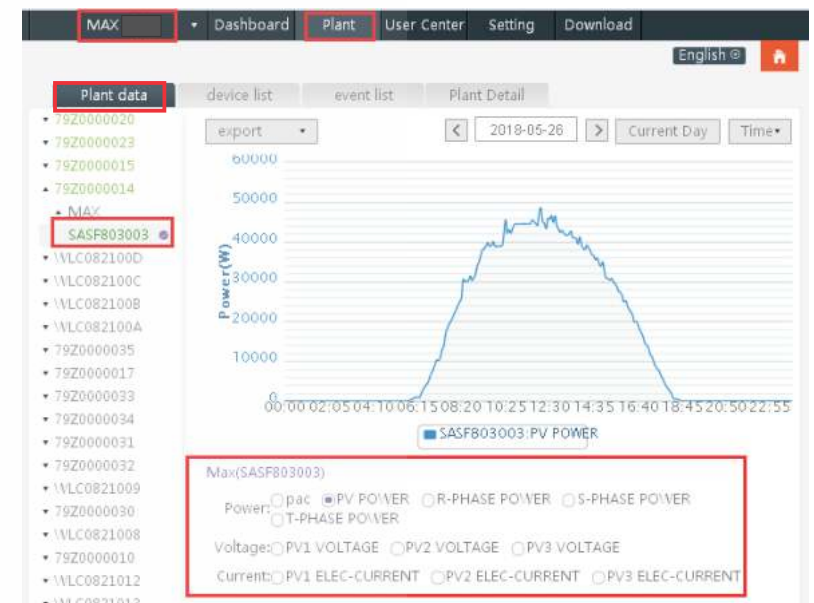 MAX Dashboard Plant User Center Setting Download
English
Plant data device list event list Plant Detail
79Z0000020
79Z0000023
79Z0000015
79Z0000014
MAX
SASF803003
WLC082100D
WLC082100C
WLC082100B
WLC082100A
79Z0000035
79Z0000017
79Z0000033
79Z0000034
79Z0000031
79Z0000032
WLC0821009
79Z0000030
WLC0821008
79Z0000010
WLC0821012
export < 2018-05-26 > Current Day Time
Power(W)
60000
50000
40000
30000
20000
10000
0
00:00 02:05 04:10 06:15 08:20 10:25 12:30 14:35 16:40 18:45 20:50 22:55
SASF803003:PV POWER
Max(SASF803003)
Power: pac PV POWER R-PHASE POWER S-PHASE POWER
T-PHASE POWER
Voltage: PV1 VOLTAGE PV2 VOLTAGE PV3 VOLTAGE
Current: PV1 ELEC-CURRENT PV2 ELEC-CURRENT PV3 ELEC-CURRENT